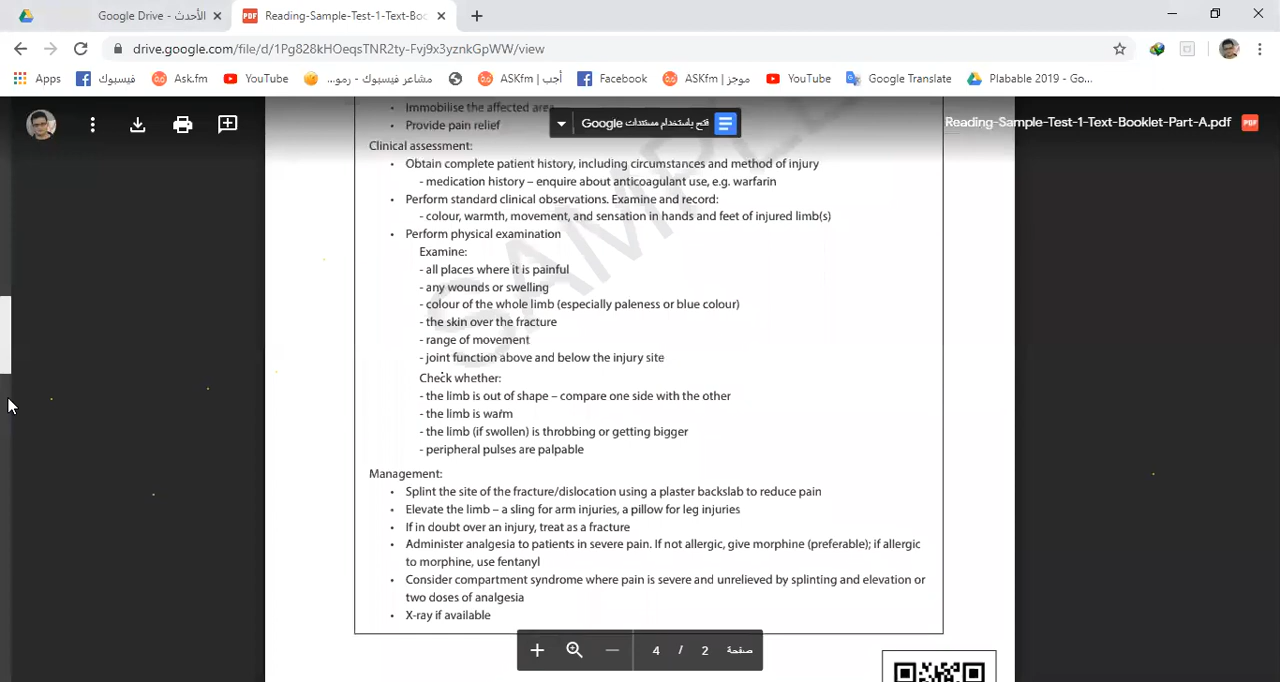 Google Drive - الأحدث
Reading-Sample-Test-1-Text-Bo
drive.google.com/file/d/1Pg828kHOeqsTNR2ty-Fvj9x3yznkGpWW/view
Apps
فيسبوك
Ask.fm
YouTube
مشاعر فيسبوك - رمو...
ASKfm | أجب
Facebook
ASKfm | موجز
YouTube
Google Translate
Plabable 2019 - Go...
فتح باستخدام مستندات Google
Reading-Sample-Test-1-Text-Booklet-Part-A.pdf
PDF
SAMPLE
• Immobilise the affected area
• Provide pain relief
Clinical assessment:
• Obtain complete patient history, including circumstances and method of injury
- medication history – enquire about anticoagulant use, e.g. warfarin
• Perform standard clinical observations. Examine and record:
- colour, warmth, movement, and sensation in hands and feet of injured limb(s)
• Perform physical examination
Examine:
- all places where it is painful
- any wounds or swelling
- colour of the whole limb (especially paleness or blue colour)
- the skin over the fracture
- range of movement
- joint function above and below the injury site
Check whether:
- the limb is out of shape – compare one side with the other
- the limb is warm
- the limb (if swollen) is throbbing or getting bigger
- peripheral pulses are palpable
Management:
• Splint the site of the fracture/dislocation using a plaster backslab to reduce pain
• Elevate the limb – a sling for arm injuries, a pillow for leg injuries
• If in doubt over an injury, treat as a fracture
• Administer analgesia to patients in severe pain. If not allergic, give morphine (preferable); if allergic
to morphine, use fentanyl
• Consider compartment syndrome where pain is severe and unrelieved by splinting and elevation or
two doses of analgesia
• X-ray if available
4 / 2 صفحة